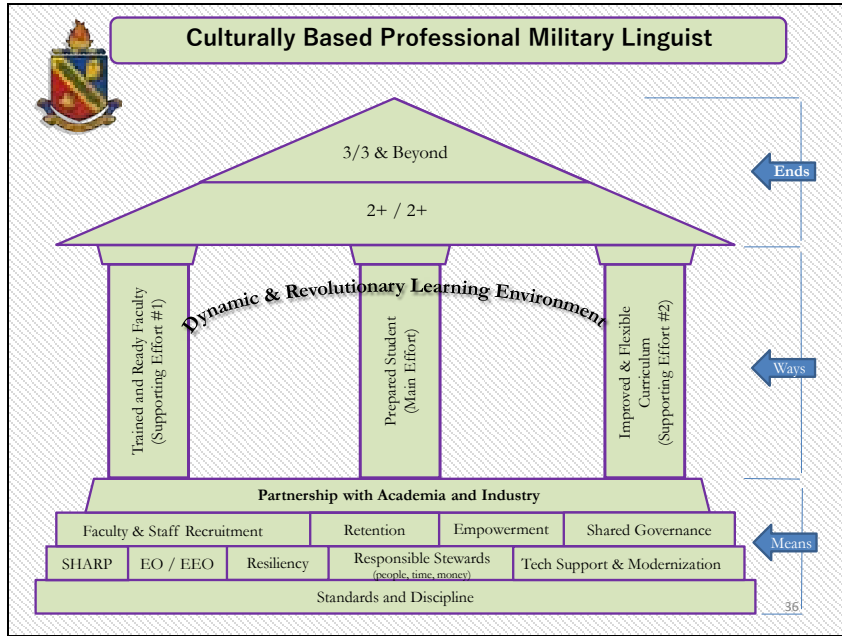 Culturally Based Professional Military Linguist
3/3 & Beyond
2+ / 2+
Ends
Dynamic & Revolutionary Learning Environment
Trained and Ready Faculty
(Supporting Effort #1)
Prepared Student
(Main Effort)
Improved & Flexible
Curriculum
(Supporting Effort #2)
Ways
Partnership with Academia and Industry
Faculty & Staff Recruitment
Retention
Empowerment
Shared Governance
Means
SHARP
EO / EEO
Resiliency
Responsible Stewards
(people, time, money)
Tech Support & Modernization
Standards and Discipline
36